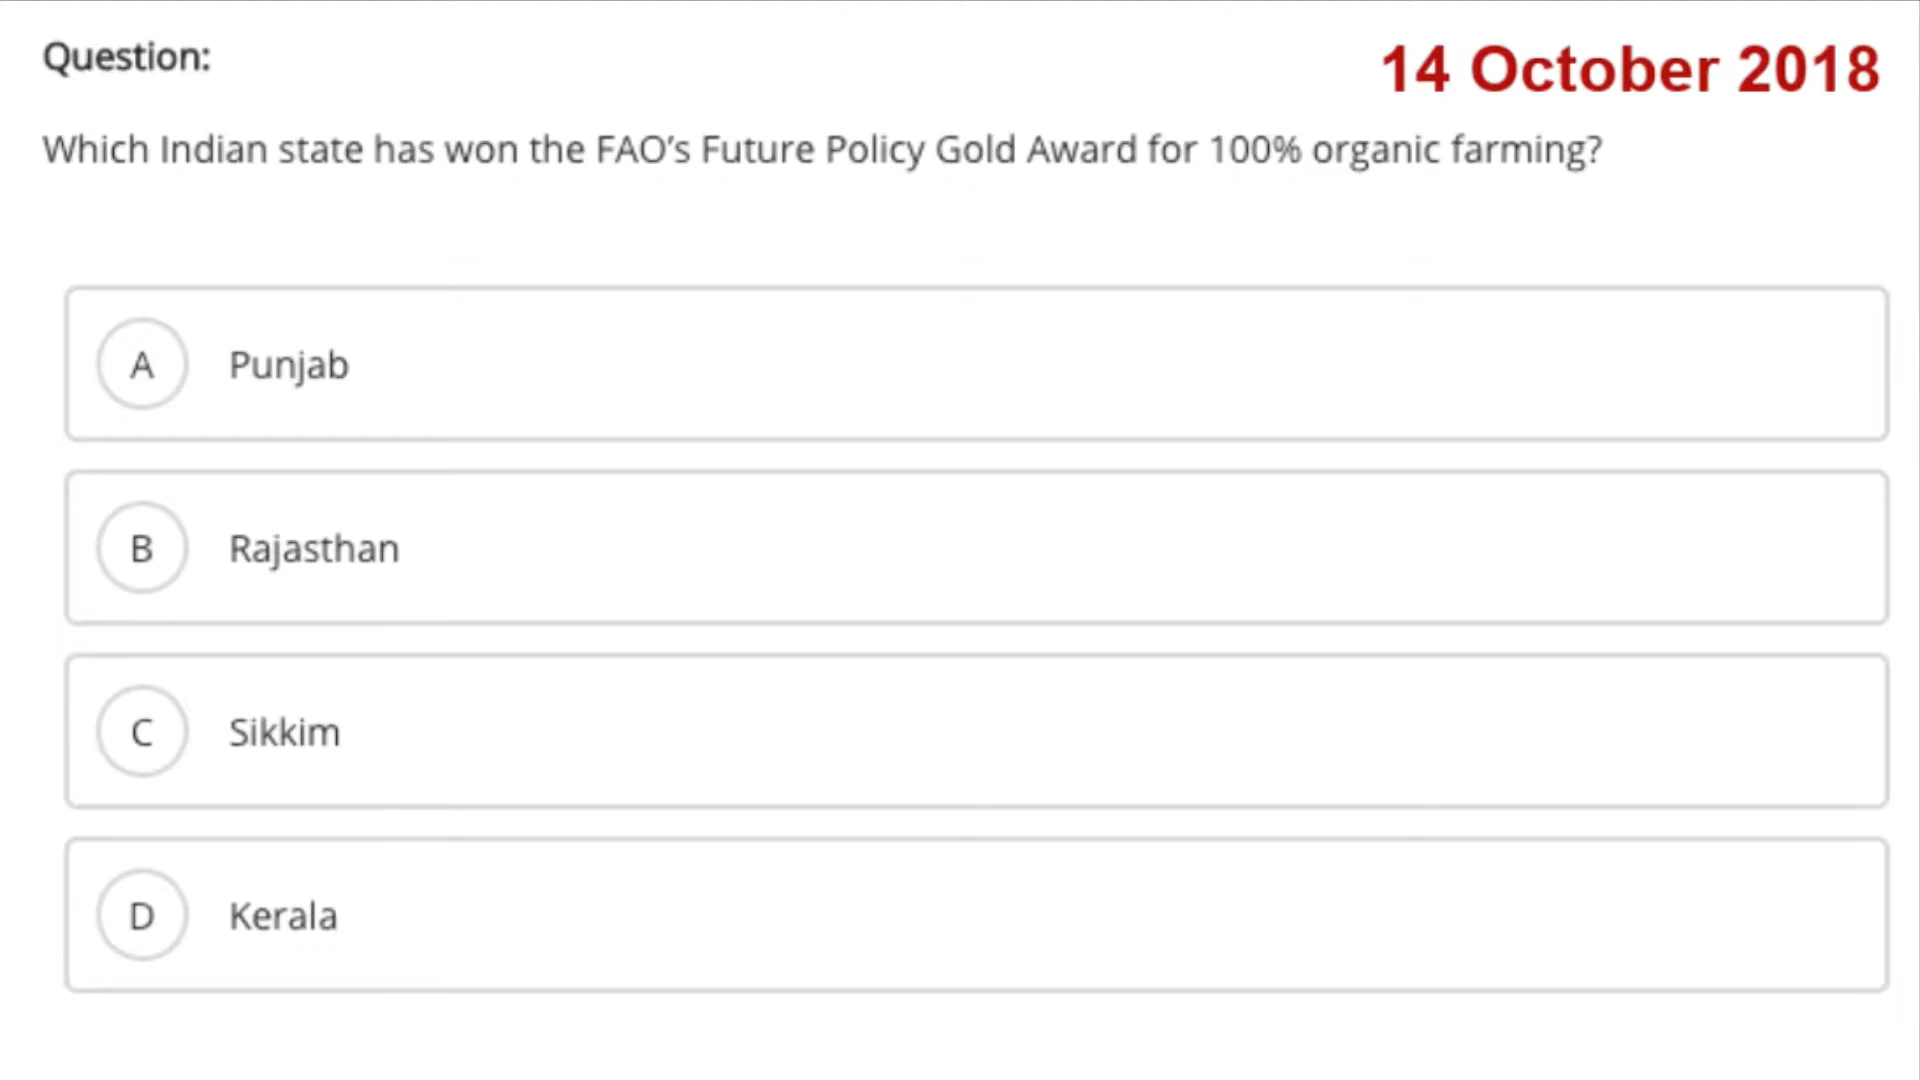 Question:
14 October 2018
Which Indian state has won the FAO’s Future Policy Gold Award for 100% organic farming?
A Punjab
B Rajasthan
C Sikkim
D Kerala